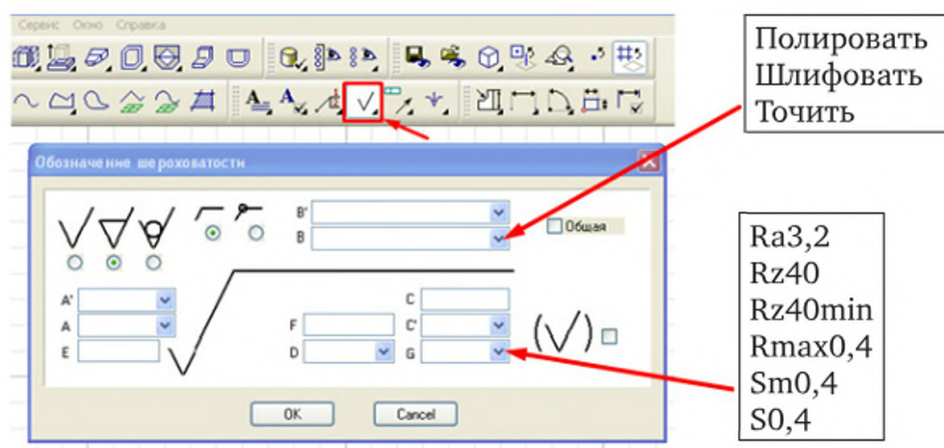 Сервис Окно Справка
Полировать
Шлифовать
Точить
Обозначение шероховатости
B'
B
Общая
A'
A
E
F
D
C
C'
G
OK
Cancel
Ra3,2
Rz40
Rz40min
Rmax0,4
Sm0,4
S0,4